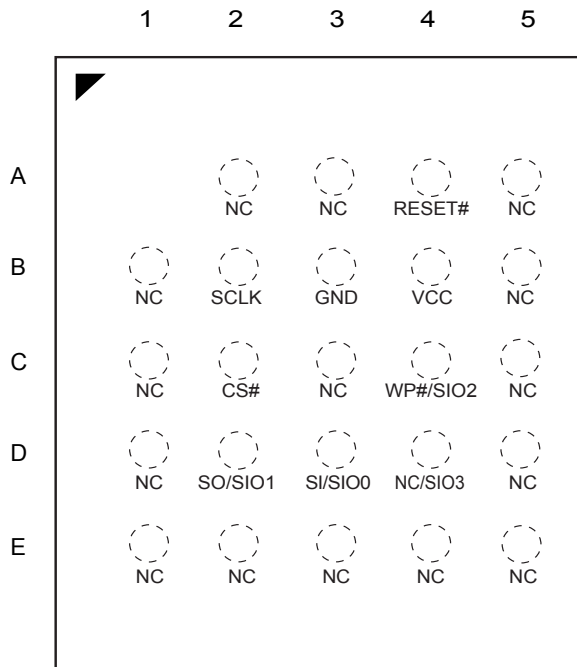 1 2 3 4 5
A
NC NC RESET# NC
B
NC SCLK GND VCC NC
C
NC CS# NC WP#/SIO2 NC
D
NC SO/SIO1 SI/SIO0 NC/SIO3 NC
E
NC NC NC NC NC